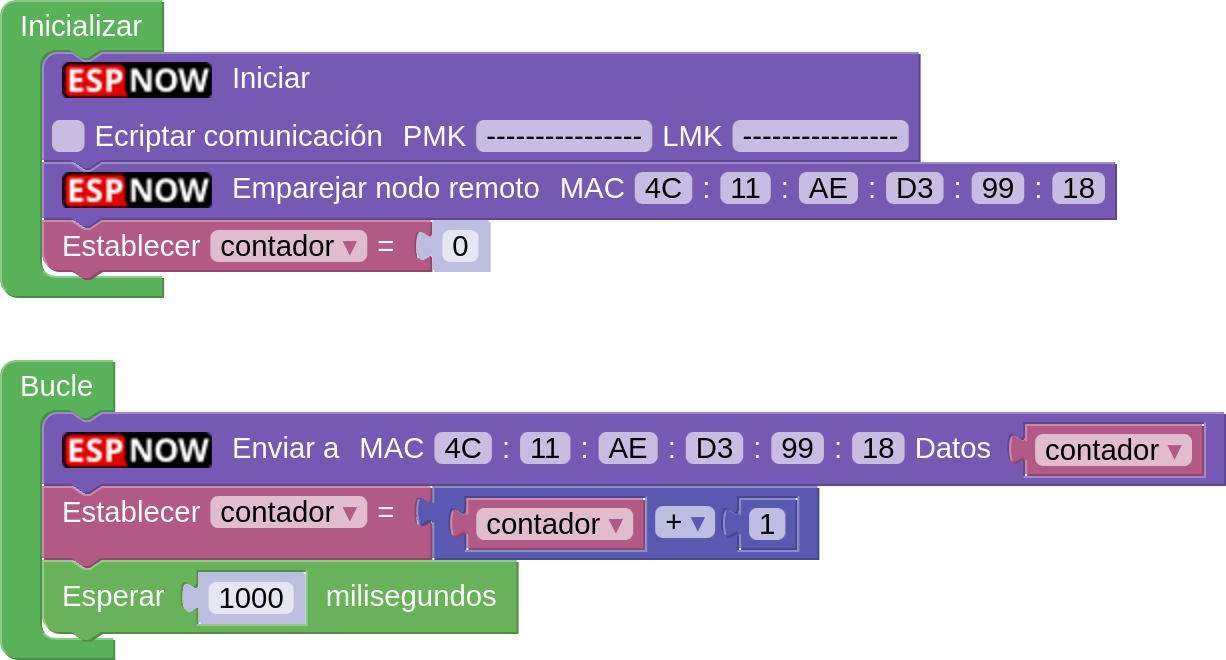 Inicializar
ESP NOW Iniciar
Ecriptar comunicación PMK ---------------- LMK ----------------
ESP NOW Emparejar nodo remoto MAC 4C : 11 : AE : D3 : 99 : 18
Establecer contador ▾ = 0
Bucle
ESP NOW Enviar a MAC 4C : 11 : AE : D3 : 99 : 18 Datos contador ▾
Establecer contador ▾ = contador ▾ + ▾ 1
Esperar 1000 milisegundos